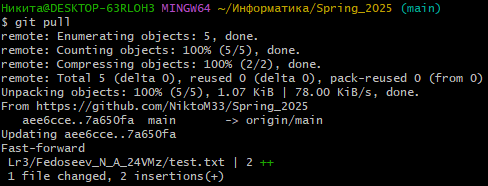 Никита@DESKTOP-63RLOH3 MINGW64 ~/Информатика/Spring_2025 (main)
$ git pull
remote: Enumerating objects: 5, done.
remote: Counting objects: 100% (5/5), done.
remote: Compressing objects: 100% (2/2), done.
remote: Total 5 (delta 0), reused 0 (delta 0), pack-reused 0 (from 0)
Unpacking objects: 100% (5/5), 1.07 KiB | 78.00 KiB/s, done.
From https://github.com/NiktoM33/Spring_2025
   aee6cce..7a650fa  main       -> origin/main
Updating aee6cce..7a650fa
Fast-forward
 Lr3/Fedoseev_N_A_24VMz/test.txt | 2 ++
 1 file changed, 2 insertions(+)